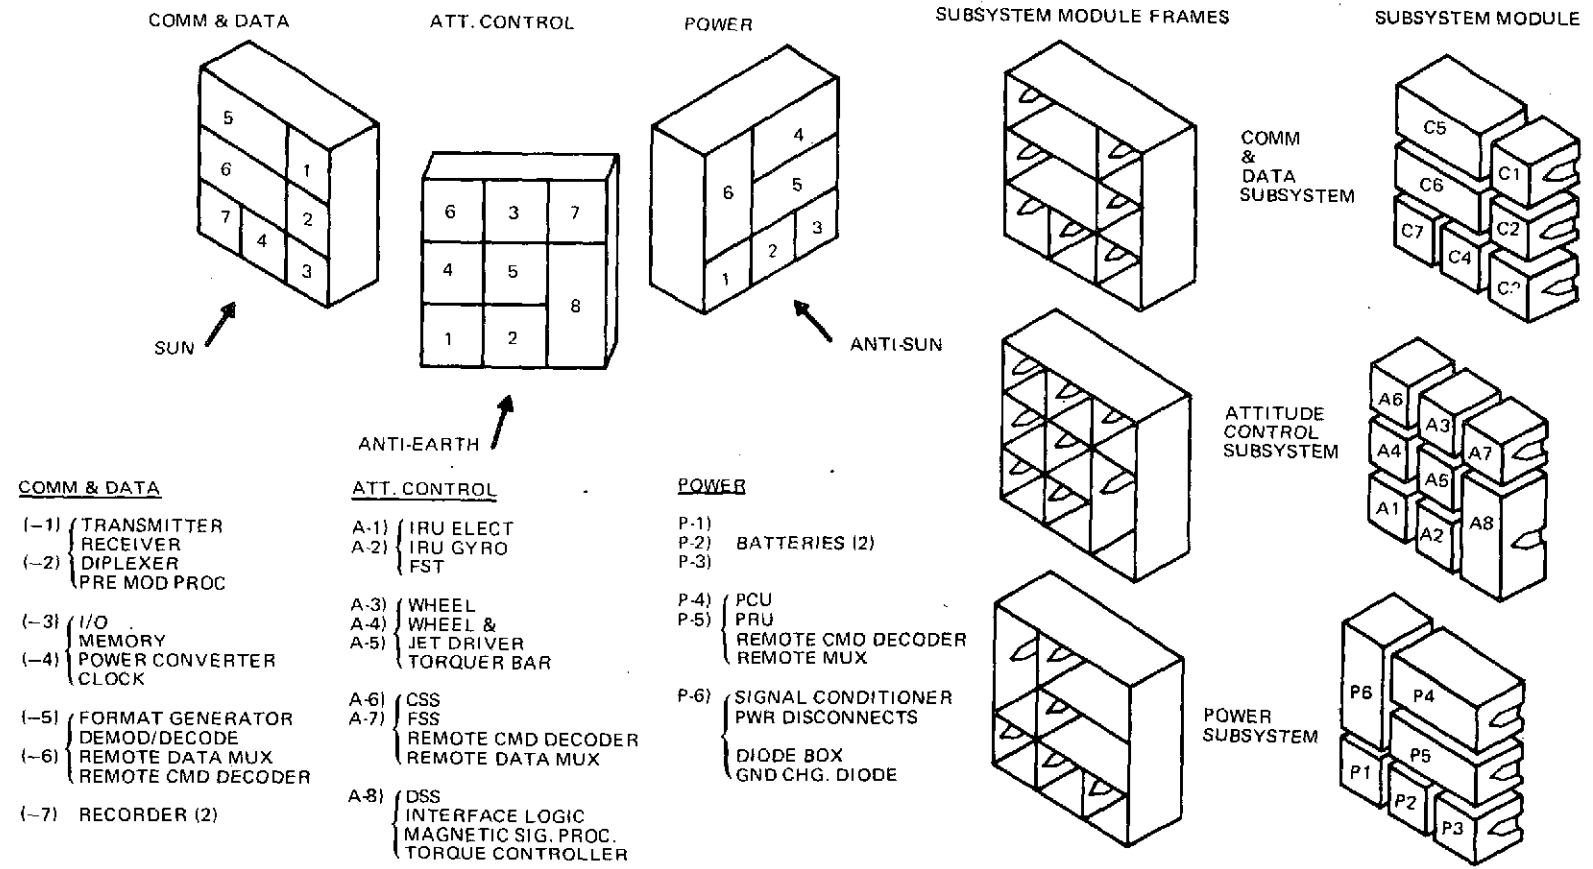 COMM & DATA
ATT. CONTROL
POWER
SUBSYSTEM MODULE FRAMES
SUBSYSTEM MODULE
5
1
6
2
7
4
3
SUN
6
3
7
4
5
8
1
2
ANTI-EARTH
4
6
5
3
2
1
ANTI-SUN
COMM
&
DATA
SUBSYSTEM
C5
C1
C6
C2
C7
C4
ATTITUDE
CONTROL
SUBSYSTEM
A6
A3
A7
A4
A5
A1
A2
A8
POWER
SUBSYSTEM
P6
P4
P5
P1
P2
P3
COMM & DATA
(-1) TRANSMITTER
RECEIVER
(-2) DIPLEXER
PRE MOD PROC
(-3) I/O
MEMORY
(-4) POWER CONVERTER
CLOCK
(-5) FORMAT GENERATOR
DEMOD/DECODE
(-6) REMOTE DATA MUX
REMOTE CMD DECODER
(-7) RECORDER (2)
ATT. CONTROL
A-1) IRU ELECT
A-2) IRU GYRO
FST
A-3) WHEEL
A-4) WHEEL &
A-5) JET DRIVER
TORQUER BAR
A-6) CSS
A-7) FSS
REMOTE CMD DECODER
REMOTE DATA MUX
A-8) DSS
INTERFACE LOGIC
MAGNETIC SIG. PROC.
TORQUE CONTROLLER
POWER
P-1)
P-2) BATTERIES (2)
P-3)
P-4) PCU
P-5) PRU
REMOTE CMD DECODER
REMOTE MUX
P-6) SIGNAL CONDITIONER
PWR DISCONNECTS
DIODE BOX
GND CHG. DIODE